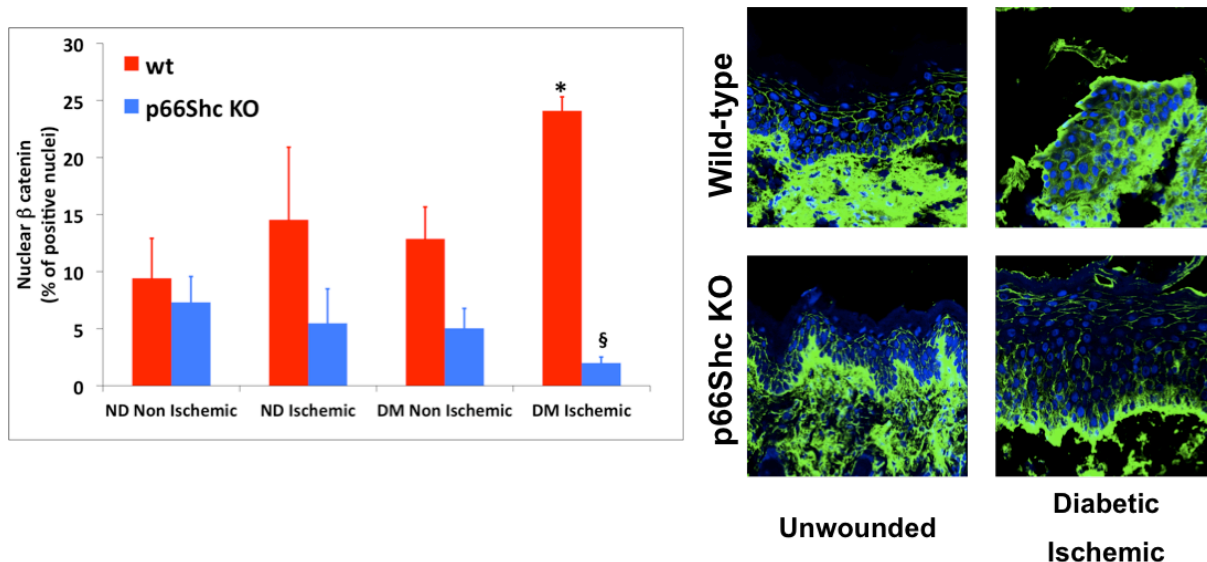 30
25
20
15
10
5
0
Nuclear β catenin
(% of positive nuclei)
wt
p66Shc KO
*
§
ND Non Ischemic
ND Ischemic
DM Non Ischemic
DM Ischemic
Wild-type
p66Shc KO
Unwounded
Diabetic
Ischemic